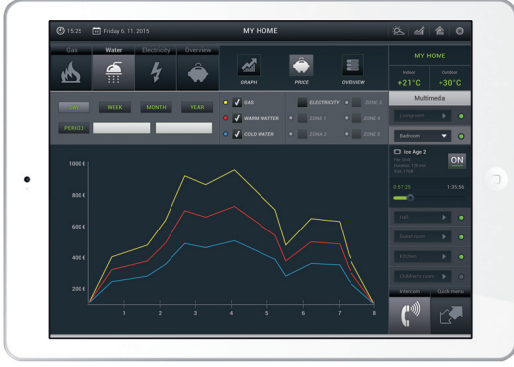 15:25 Friday 6. 11. 2015 MY HOME
Gas Water Electricity Overview
GRAPH PRICE OVERVIEW
MY HOME
Indoor Outdoor
+21°C +30°C
Multimedia
DAY WEEK MONTH YEAR
PERIOD
GAS ELECTRICITY ZONE 3
WARM WATTER ZONE 1 ZONE 4
COLD WATER ZONA 2 ZONE 5
Livingroom
Bedroom
Ice Age 2
ON
0:57:25 1:35:86
Hall
Guest room
Kitchen
Children's room
Intercom Quick menu
1000 €
800 €
600 €
400 €
200 €
1 2 3 4 5 6 7 8